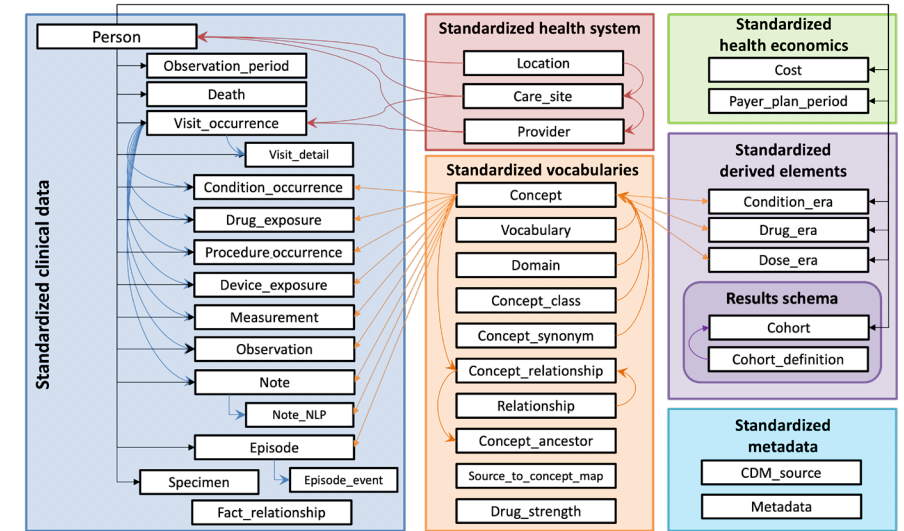 Standardized clinical data
Person
Observation_period
Death
Visit_occurrence
Visit_detail
Condition_occurrence
Drug_exposure
Procedure_occurrence
Device_exposure
Measurement
Observation
Note
Note_NLP
Episode
Specimen
Episode_event
Fact_relationship
Standardized health system
Location
Care_site
Provider
Standardized vocabularies
Concept
Vocabulary
Domain
Concept_class
Concept_synonym
Concept_relationship
Relationship
Concept_ancestor
Source_to_concept_map
Drug_strength
Standardized
health economics
Cost
Payer_plan_period
Standardized
derived elements
Condition_era
Drug_era
Dose_era
Results schema
Cohort
Cohort_definition
Standardized
metadata
CDM_source
Metadata